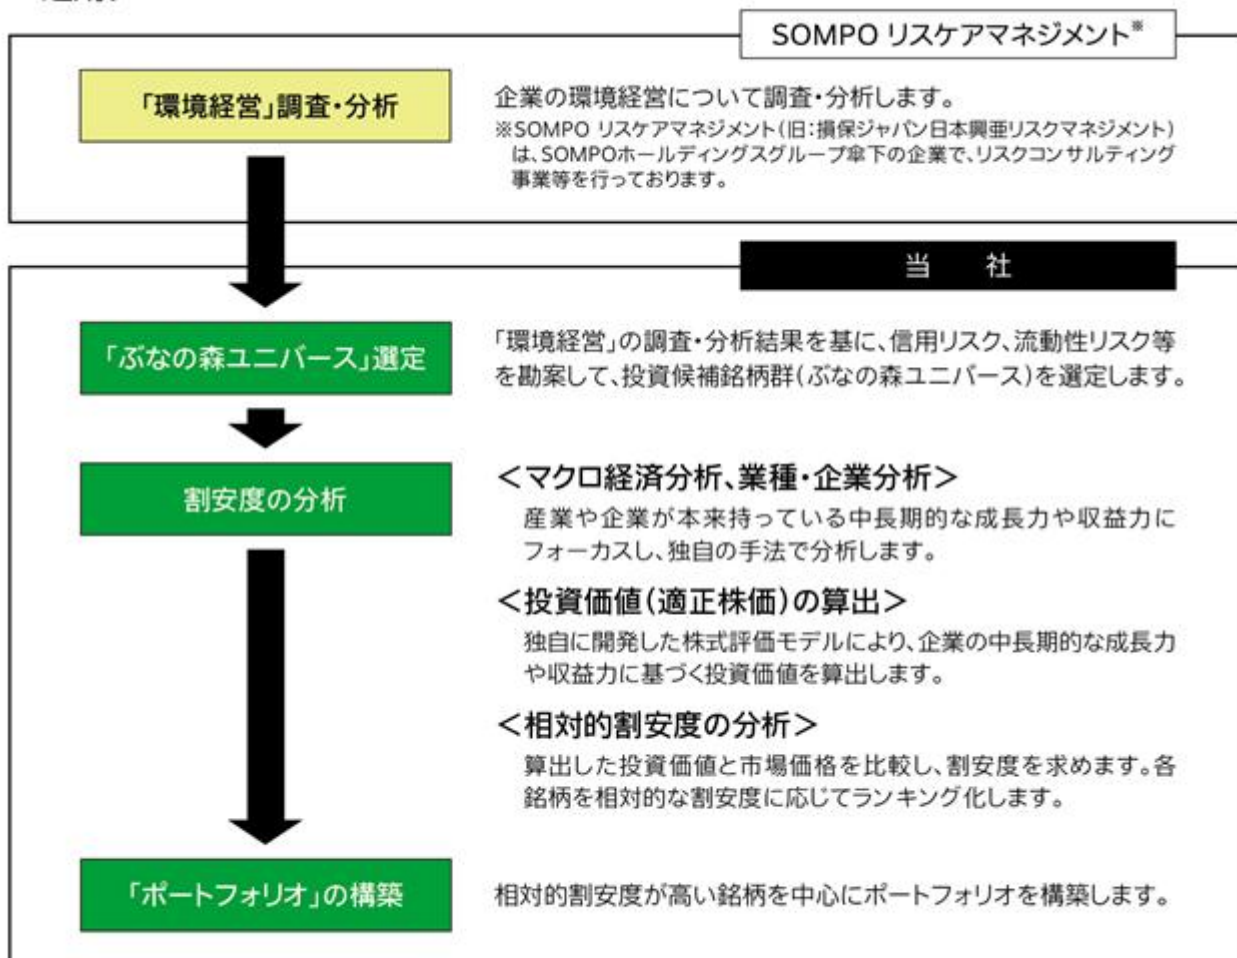 SOMPO リスケアマネジメント※
「環境経営」調査・分析
企業の環境経営について調査・分析します。
※SOMPO リスケアマネジメント(旧:損保ジャパン日本興亜リスクマネジメント)
は、SOMPOホールディングスグループ傘下の企業で、リスクコンサルティング
事業等を行っております。
当 社
「ぶなの森ユニバース」選定
「環境経営」の調査・分析結果を基に、信用リスク、流動性リスク等
を勘案して、投資候補銘柄群(ぶなの森ユニバース)を選定します。
割安度の分析
<マクロ経済分析、業種・企業分析>
産業や企業が本来持っている中長期的な成長力や収益力に
フォーカスし、独自の手法で分析します。
<投資価値(適正株価)の算出>
独自に開発した株式評価モデルにより、企業の中長期的な成長力
や収益力に基づく投資価値を算出します。
<相対的割安度の分析>
算出した投資価値と市場価格を比較し、割安度を求めます。各
銘柄を相対的な割安度に応じてランキング化します。
「ポートフォリオ」の構築
相対的割安度が高い銘柄を中心にポートフォリオを構築します。